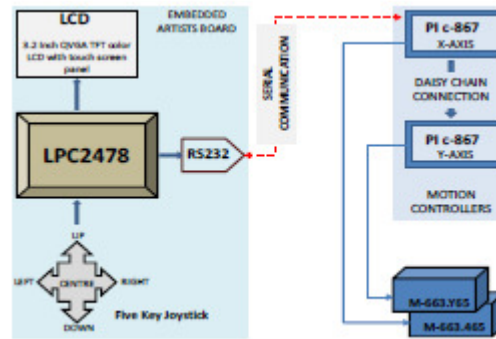 LCD
3.2 Inch QVGA TFT color
LCD with touch screen
panel
EMBEDDED
ARTISTS BOARD
LPC2478
RS232
SERIAL
COMMUNICATION
UP
LEFT
CENTRE
RIGHT
DOWN
Five Key Joystick
PI c-867
X-AXIS
DAISY CHAIN
CONNECTION
PI c-867
Y-AXIS
MOTION
CONTROLLERS
M-663.Y65
M-663.465